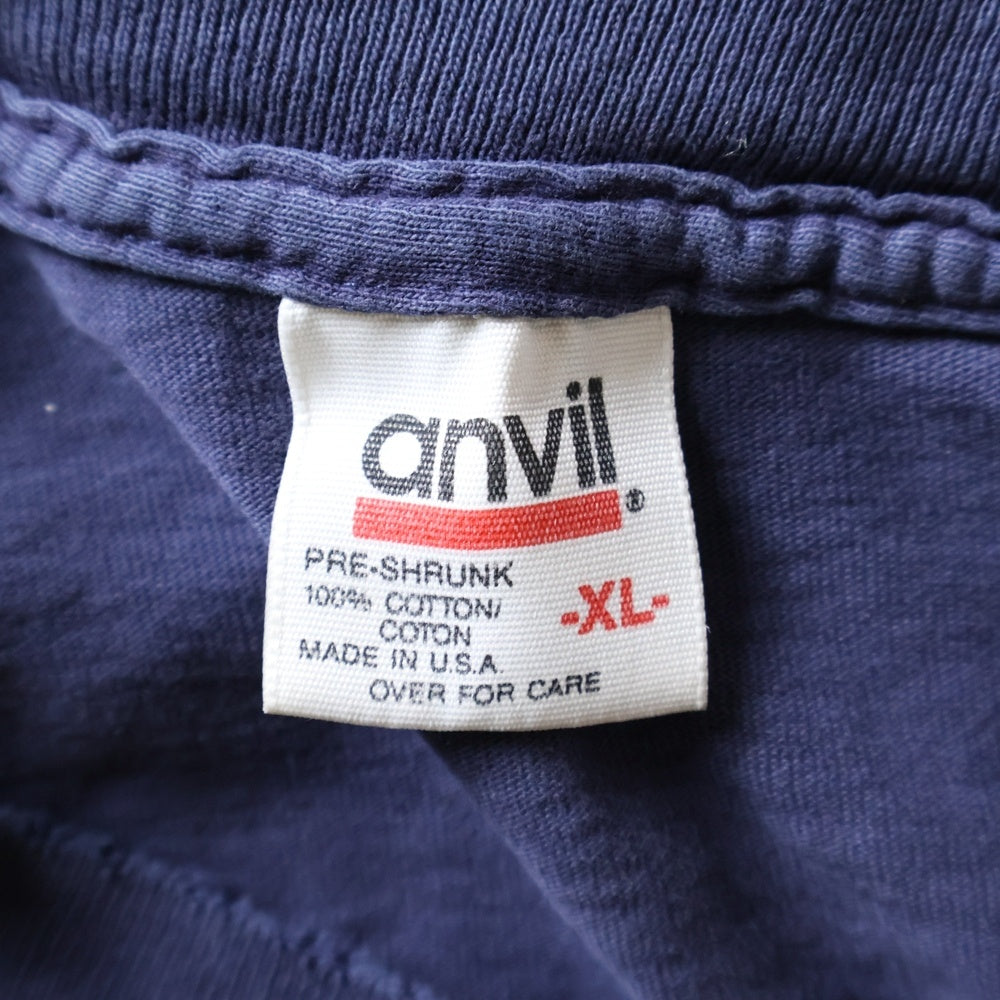 anvil®
PRE-SHRUNK
100% COTTON/
COTON
-XL-
MADE IN U.S.A.
OVER FOR CARE